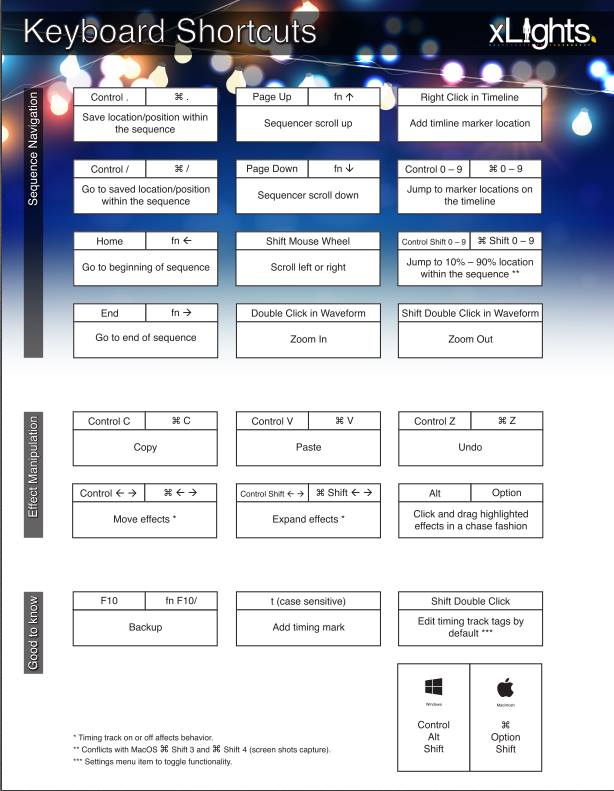 Keyboard Shortcuts
xLights.
Sequence Navigation
Control .
⌘ .
Save location/position within
the sequence
Page Up
fn ↑
Sequencer scroll up
Right Click in Timeline
Add timline marker location
Control /
⌘ /
Go to saved location/position
within the sequence
Page Down
fn ↓
Sequencer scroll down
Control 0 – 9
⌘ 0 – 9
Jump to marker locations on
the timeline
Home
fn ←
Go to beginning of sequence
Shift Mouse Wheel
Scroll left or right
Control Shift 0 – 9
⌘ Shift 0 – 9
Jump to 10% – 90% location
within the sequence **
End
fn →
Go to end of sequence
Double Click in Waveform
Zoom In
Shift Double Click in Waveform
Zoom Out
Effect Manipulation
Control C
⌘ C
Copy
Control V
⌘ V
Paste
Control Z
⌘ Z
Undo
Control ← →
⌘ ← →
Move effects *
Control Shift ← →
⌘ Shift ← →
Expand effects *
Alt
Option
Click and drag highlighted
effects in a chase fashion
Good to know
F10
fn F10/
Backup
t (case sensitive)
Add timing mark
Shift Double Click
Edit timing track tags by
default ***
Windows
Control
Alt
Shift
Macintosh
⌘
Option
Shift
* Timing track on or off affects behavior.
** Conflicts with MacOS ⌘ Shift 3 and ⌘ Shift 4 (screen shots capture).
*** Settings menu item to toggle functionality.